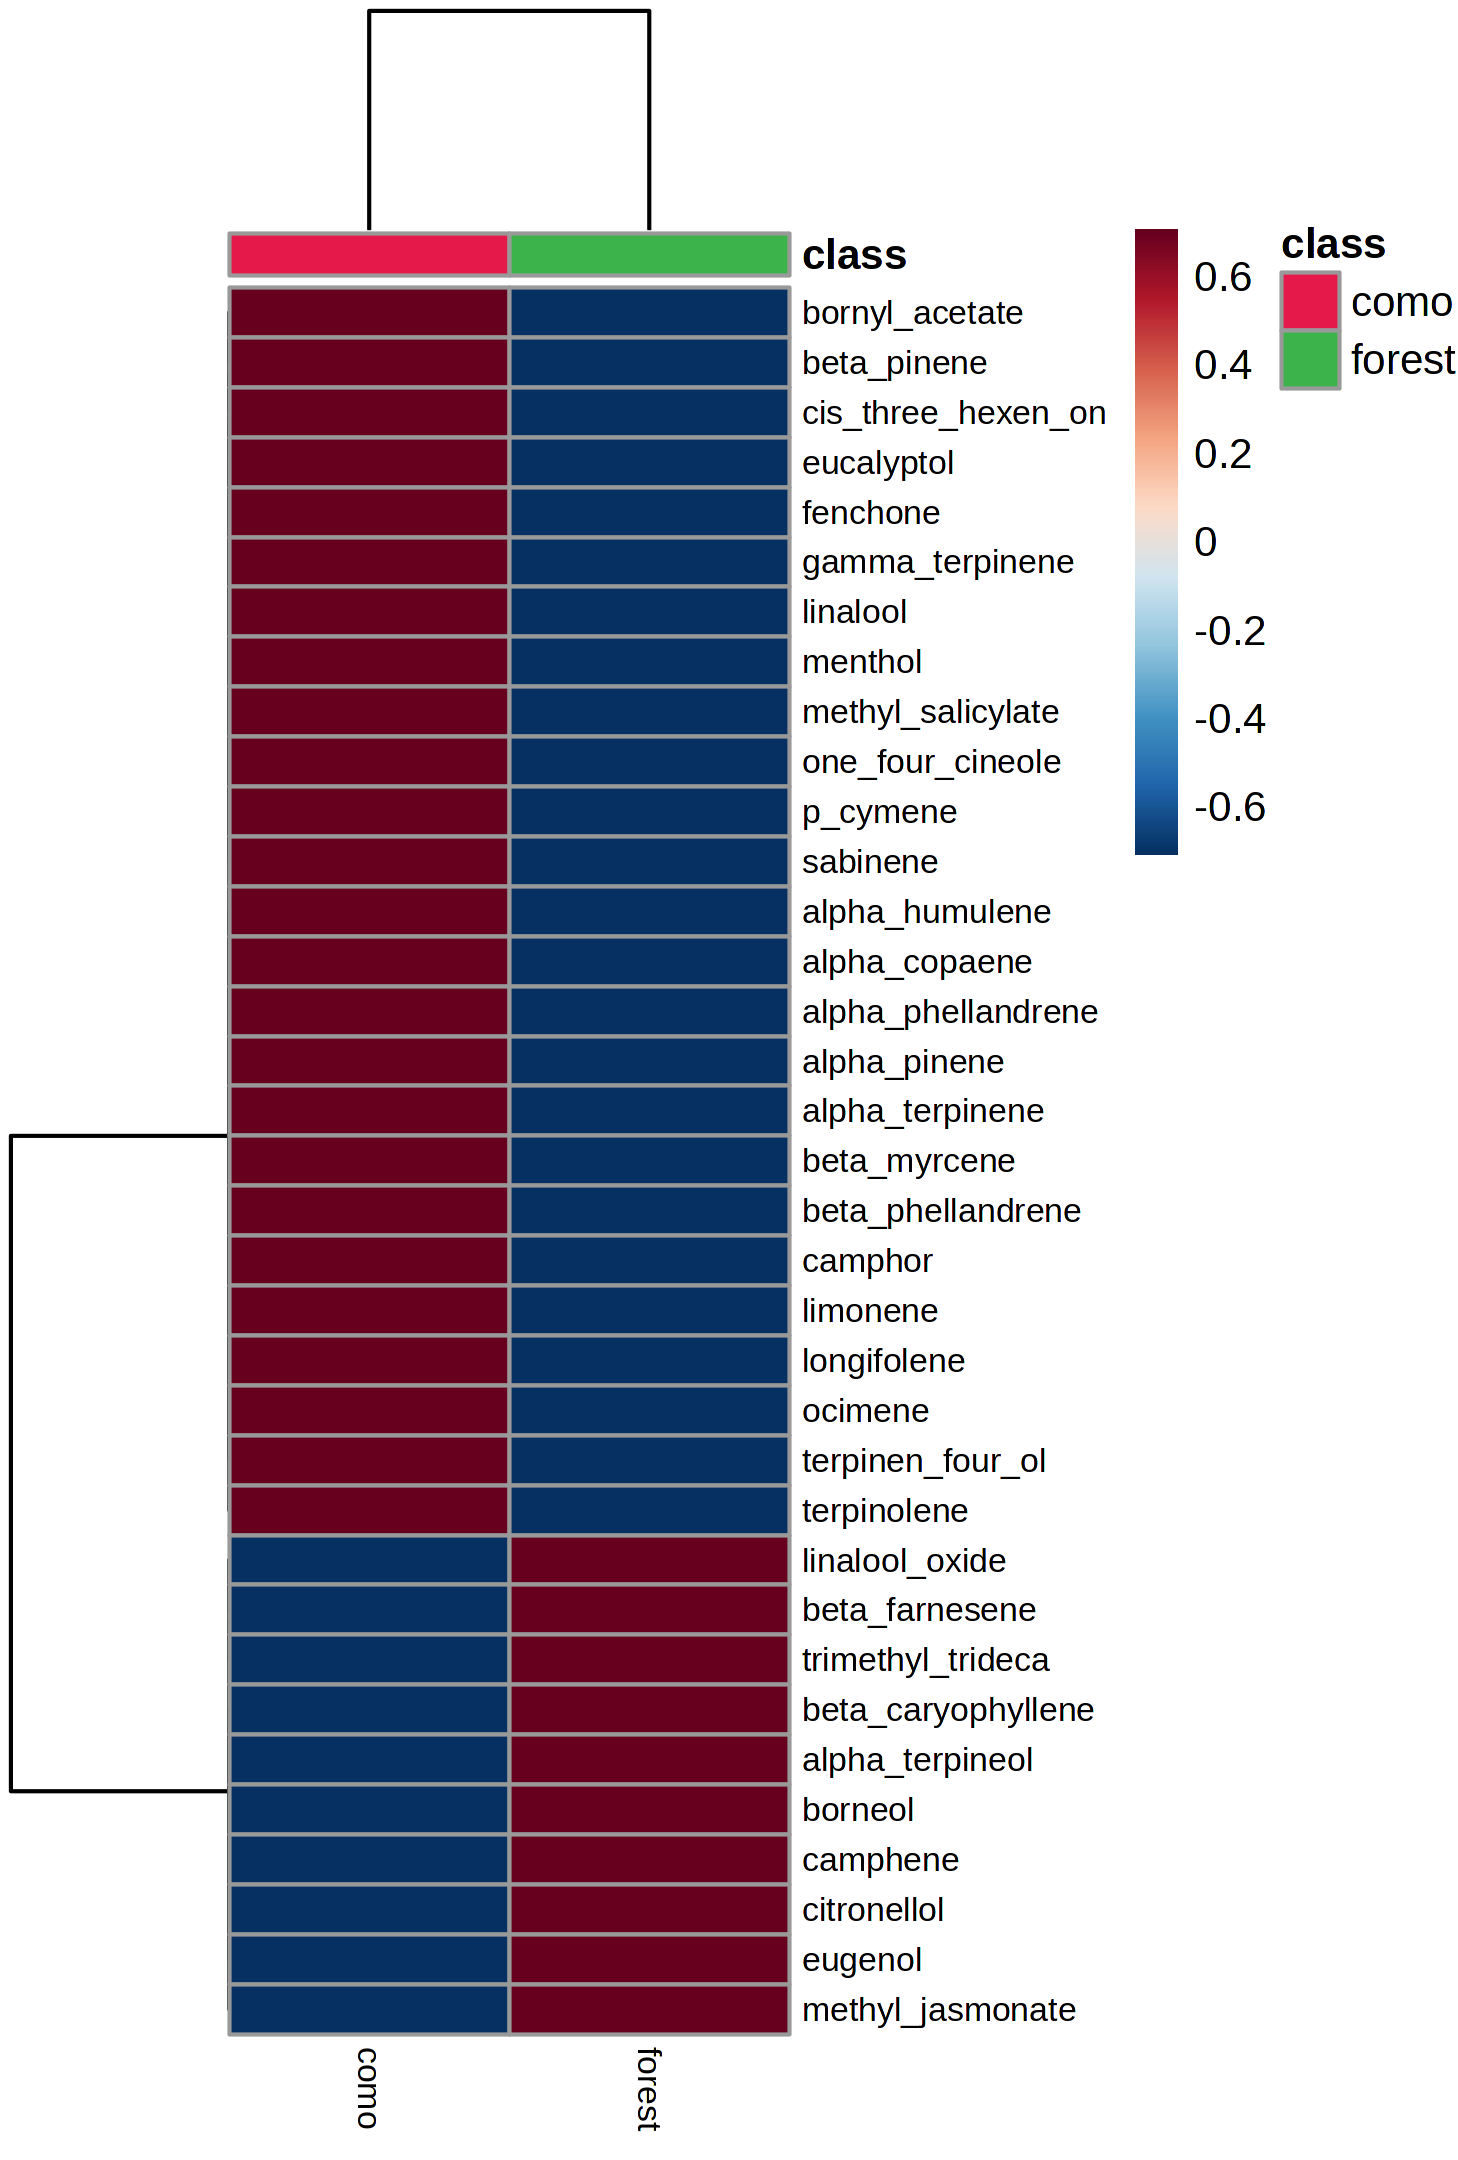 class
bornyl_acetate
beta_pinene
cis_three_hexen_on
eucalyptol
fenchone
gamma_terpinene
linalool
menthol
methyl_salicylate
one_four_cineole
p_cymene
sabinene
alpha_humulene
alpha_copaene
alpha_phellandrene
alpha_pinene
alpha_terpinene
beta_myrcene
beta_phellandrene
camphor
limonene
longifolene
ocimene
terpinen_four_ol
terpinolene
linalool_oxide
beta_farnesene
trimethyl_trideca
beta_caryophyllene
alpha_terpineol
borneol
camphene
citronellol
eugenol
methyl_jasmonate
como
forest
0.6
0.4
0.2
0
-0.2
-0.4
-0.6
class
como
forest